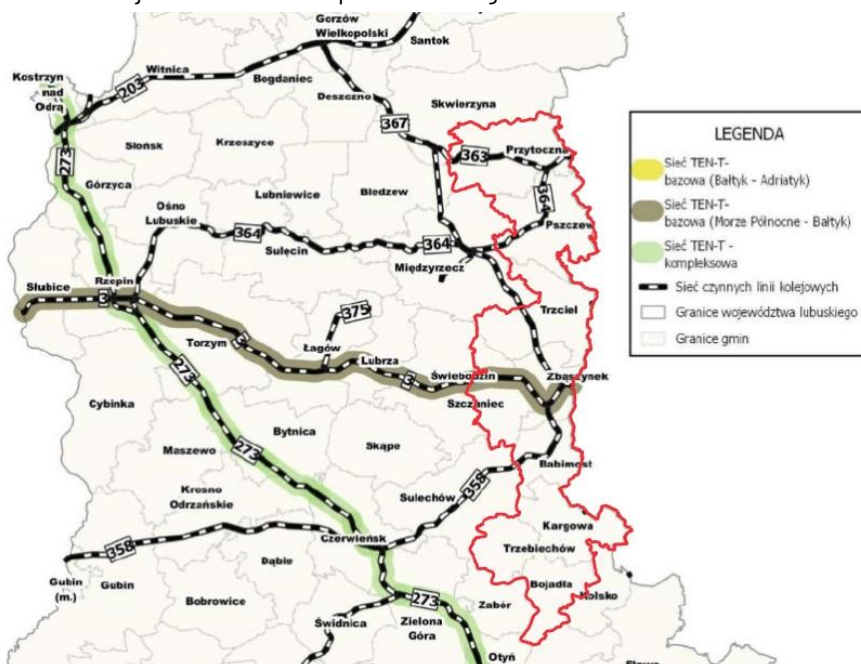 Gorzów
Wielkopolski
Santok
Kostrzyn
nad
Odrą
Witnica
203
Bogdaniec
Deszczno
Skwierzyna
367
273
Słońsk
Krzeszyce
363
Przytoczna
Górzyca
Bledzew
364
Lubniewice
Ośno
Lubuskie
Pszczew
364
Sulęcin
364
Międzyrzecz
Słubice
Rzepin
3
375
Trzciel
Torzym
3
Łagów
Lubrza
3
Świebodzin
Zbąszynek
Szczaniec
273
Cybinka
Bytnica
Skąpe
Maszewo
273
Babimost
Krosno
Odrzańskie
Sulechów
358
Kargowa
358
Czerwieńsk
Trzebiechów
Dąbie
Gubin
(m.)
Gubin
Bobrowice
273
Bojadła
Zabór
Kolsko
Świdnica
Zielona
Góra
Otyń
LEGENDA
Sieć TEN-T-
bazowa (Bałtyk - Adriatyk)
Sieć TEN-T-
bazowa (Morze Północne - Bałtyk)
Sieć TEN-T -
kompleksowa
Sieć czynnych linii kolejowych
Granice województwa lubuskiego
Granice gmin